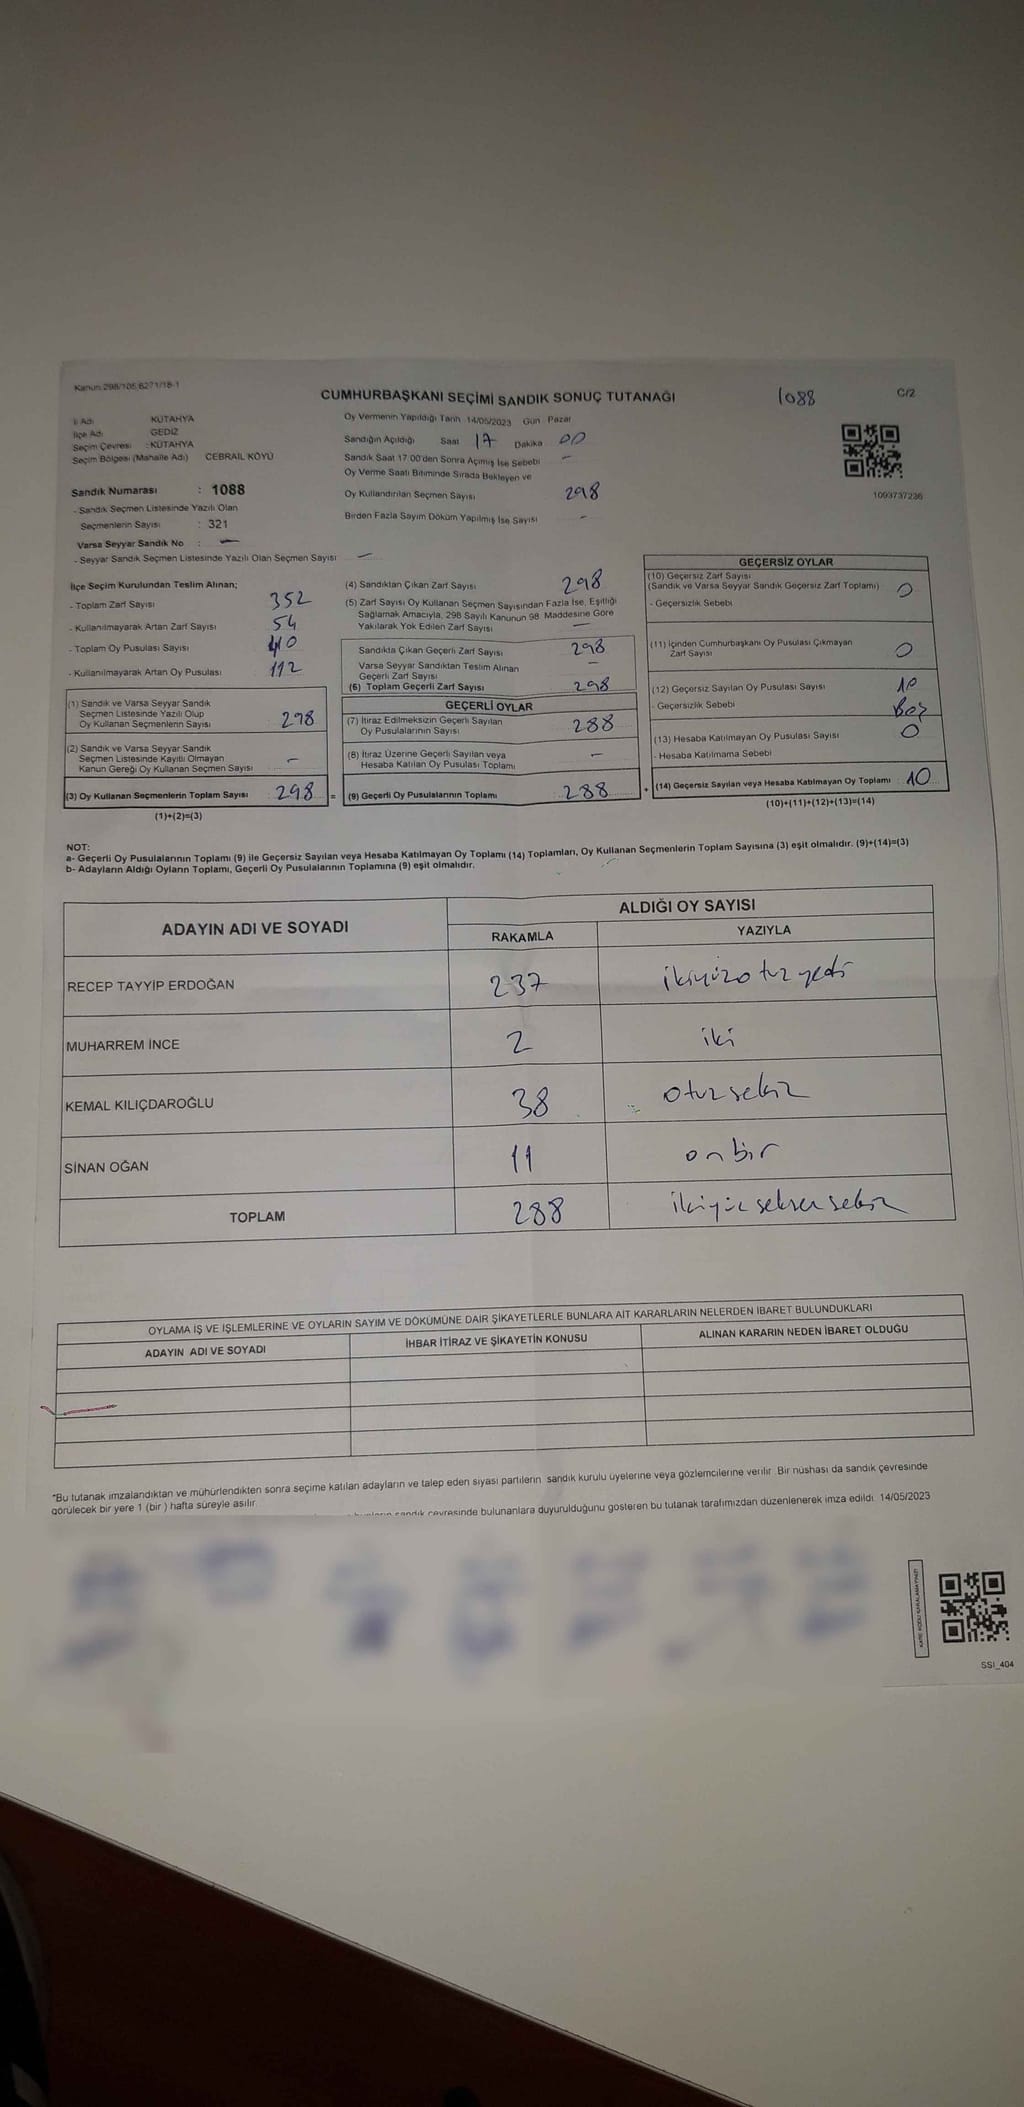 Kanun:298/105,6271/18-1
CUMHURBAŞKANI SEÇİMİ SANDIK SONUÇ TUTANAĞI
1088
C/2
İl Adı KÜTAHYA
İlçe Adı GEDİZ
Seçim Çevresi : KÜTAHYA
Seçim Bölgesi (Mahalle Adı) CEBRAİL KÖYÜ
Sandık Numarası : 1088
- Sandık Seçmen Listesinde Yazılı Olan
Seçmenlerin Sayısı : 321
Varsa Seyyar Sandık No : -
- Seyyar Sandık Seçmen Listesinde Yazılı Olan Seçmen Sayısı -
Oy Vermenin Yapıldığı Tarih 14/05/2023 Gün Pazar
Sandığın Açıldığı Saat 17 Dakika 00
Sandık Saat 17.00'den Sonra Açımış İse Sebebi -
Oy Verme Saati Bitiminde Sırada Bekleyen ve
Oy Kullandırılan Seçmen Sayısı 298
Birden Fazla Sayım Döküm Yapılmış İse Sayısı -
1093737236
İlçe Seçim Kurulundan Teslim Alınan;
- Toplam Zarf Sayısı 352
- Kullanılmayarak Artan Zarf Sayısı 54
- Toplam Oy Pusulası Sayısı
- Kullanılmayarak Artan Oy Pusulası 112
(1) Sandık ve Varsa Seyyar Sandık
Seçmen Listesinde Yazılı Olup
Oy Kullanan Seçmenlerin Sayısı 298
(2) Sandık ve Varsa Seyyar Sandık
Seçmen Listesinde Kayıtlı Olmayan
Kanun Gereği Oy Kullanan Seçmen Sayısı -
(3) Oy Kullanan Seçmenlerin Toplam Sayısı 298 =
(1)+(2)=(3)
(4) Sandıktan Çıkan Zarf Sayısı 298
(5) Zarf Sayısı Oy Kullanan Seçmen Sayısından Fazla İse, Eşitliği
Sağlamak Amacıyla, 298 Sayılı Kanunun 98. Maddesine Göre
Yakılarak Yok Edilen Zarf Sayısı -
Sandıkla Çıkan Geçerli Zarf Sayısı 298
Varsa Seyyar Sandıktan Teslim Alınan
Geçerli Zarf Sayısı -
(6) Toplam Geçerli Zarf Sayısı 298
GEÇERLİ OYLAR
(7) İtiraz Edilmeksizin Geçerli Sayılan
Oy Pusulalarının Sayısı 288
(8) İtiraz Üzerine Geçerli Sayılan veya
Hesaba Katılan Oy Pusulası Toplamı -
(9) Geçerli Oy Pusulalarının Toplamı 288 +
GEÇERSİZ OYLAR
(10) Geçersiz Zarf Sayısı
(Sandık ve Varsa Seyyar Sandık Geçersiz Zarf Toplamı) 0
- Geçersizlik Sebebi
(11) İçinden Cumhurbaşkanı Oy Pusulası Çıkmayan
Zarf Sayısı 0
(12) Geçersiz Sayılan Oy Pusulası Sayısı 10
- Geçersizlik Sebebi Boş
(13) Hesaba Katılmayan Oy Pusulası Sayısı 0
- Hesaba Katılmama Sebebi
(14) Geçersiz Sayılan veya Hesaba Katılmayan Oy Toplamı 10
(10)+(11)+(12)+(13)=(14)
NOT:
a- Geçerli Oy Pusulalarının Toplamı (9) ile Geçersiz Sayılan veya Hesaba Katılmayan Oy Toplamı (14) Toplamları, Oy Kullanan Seçmenlerin Toplam Sayısına (3) eşit olmalıdır. (9)+(14)=(3)
b- Adayların Aldığı Oyların Toplamı, Geçerli Oy Pusulalarının Toplamına (9) eşit olmalıdır.
ADAYIN ADI VE SOYADI
ALDIĞI OY SAYISI
RAKAMLA YAZIYLA
RECEP TAYYİP ERDOĞAN 237 ikiyüzotuzyedi
MUHARREM İNCE 2 iki
KEMAL KILIÇDAROĞLU 38 otuzsekiz
SİNAN OĞAN 11 onbir
TOPLAM 288 ikiyüz seksen sekiz
OYLAMA İŞ VE İŞLEMLERİNE VE OYLARIN SAYIM VE DÖKÜMÜNE DAİR ŞİKAYETLERLE BUNLARA AİT KARARLARIN NELERDEN İBARET BULUNDUKLARI
ADAYIN ADI VE SOYADI İHBAR İTİRAZ VE ŞİKAYETİN KONUSU ALINAN KARARIN NEDEN İBARET OLDUĞU
*Bu tutanak imzalandıktan ve mühürlendikten sonra seçime katılan adayların ve talep eden siyasi partilerin sandık kurulu üyelerine veya gözlemcilerine verilir. Bir nüshası da sandık çevresinde
görülecek bir yere 1 (bir ) hafta süreyle asılır.
sandık çevresinde bulunanlara duyurulduğunu gösteren bu tutanak tarafımızdan düzenlenerek imza edildi. 14/05/2023
KARE KODU KARALAMAYINIZ!
SSI_404